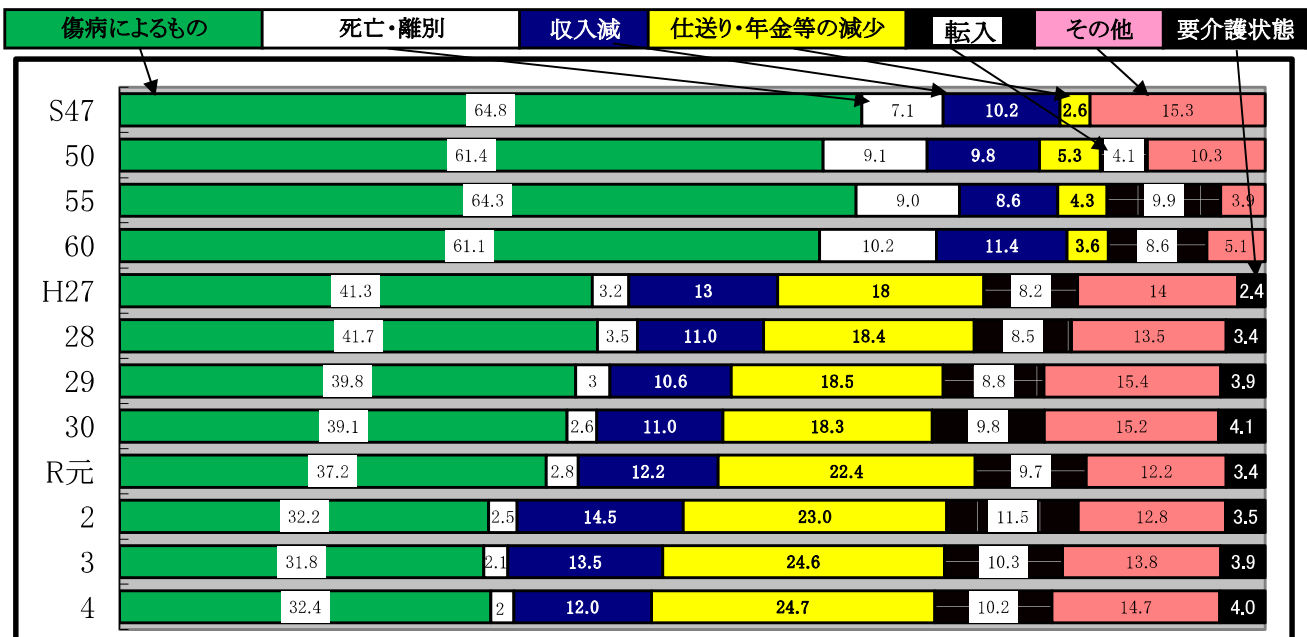 傷病によるもの 死亡・離別 収入減 仕送り・年金等の減少 転入 その他 要介護状態
S47 64.8 7.1 10.2 2.6 15.3
50 61.4 9.1 9.8 5.3 4.1 10.3
55 64.3 9.0 8.6 4.3 9.9 3.9
60 61.1 10.2 11.4 3.6 8.6 5.1
H27 41.3 3.2 13 18 8.2 14 2.4
28 41.7 3.5 11.0 18.4 8.5 13.5 3.4
29 39.8 3 10.6 18.5 8.8 15.4 3.9
30 39.1 2.6 11.0 18.3 9.8 15.2 4.1
R元 37.2 2.8 12.2 22.4 9.7 12.2 3.4
2 32.2 2.5 14.5 23.0 11.5 12.8 3.5
3 31.8 2.1 13.5 24.6 10.3 13.8 3.9
4 32.4 2 12.0 24.7 10.2 14.7 4.0